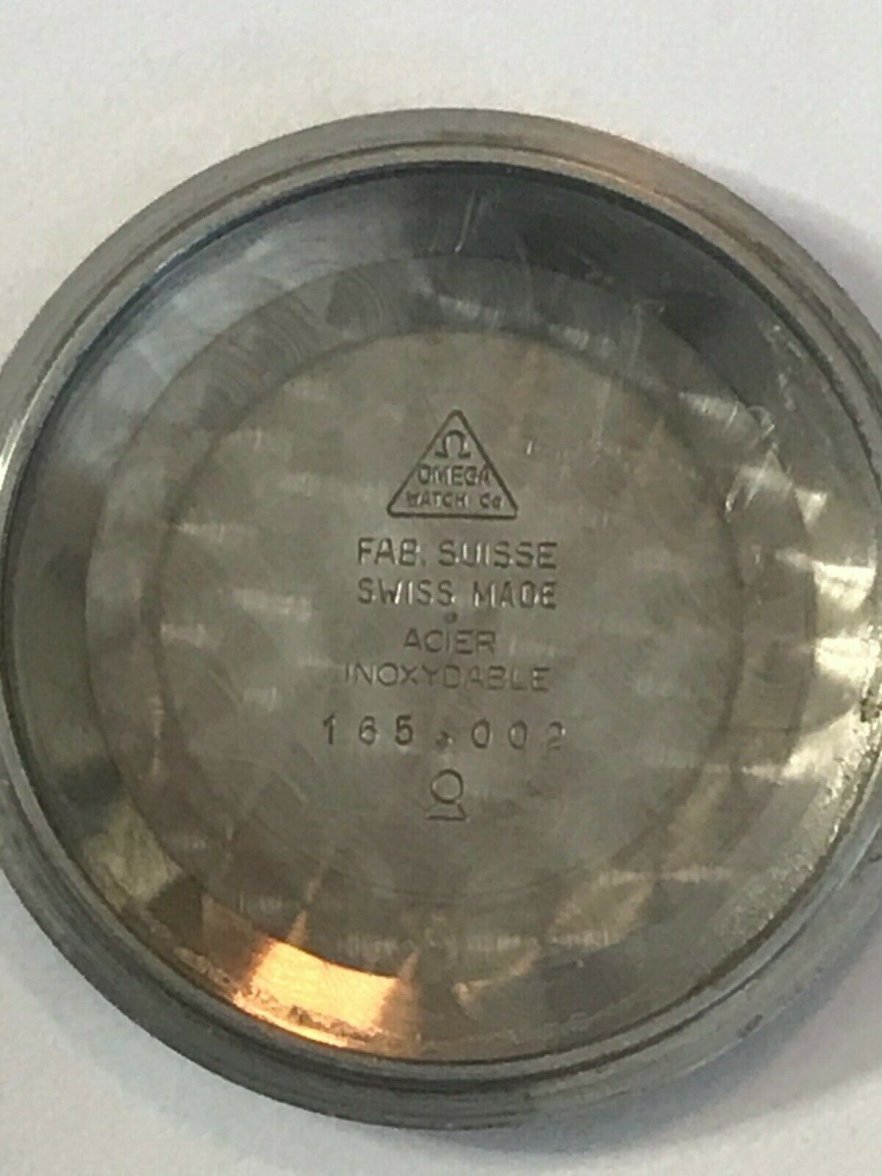 Ω
OMEGA
WATCH Co
FAB. SUISSE
SWISS MADE
ACIER
INOXYDABLE
165.002